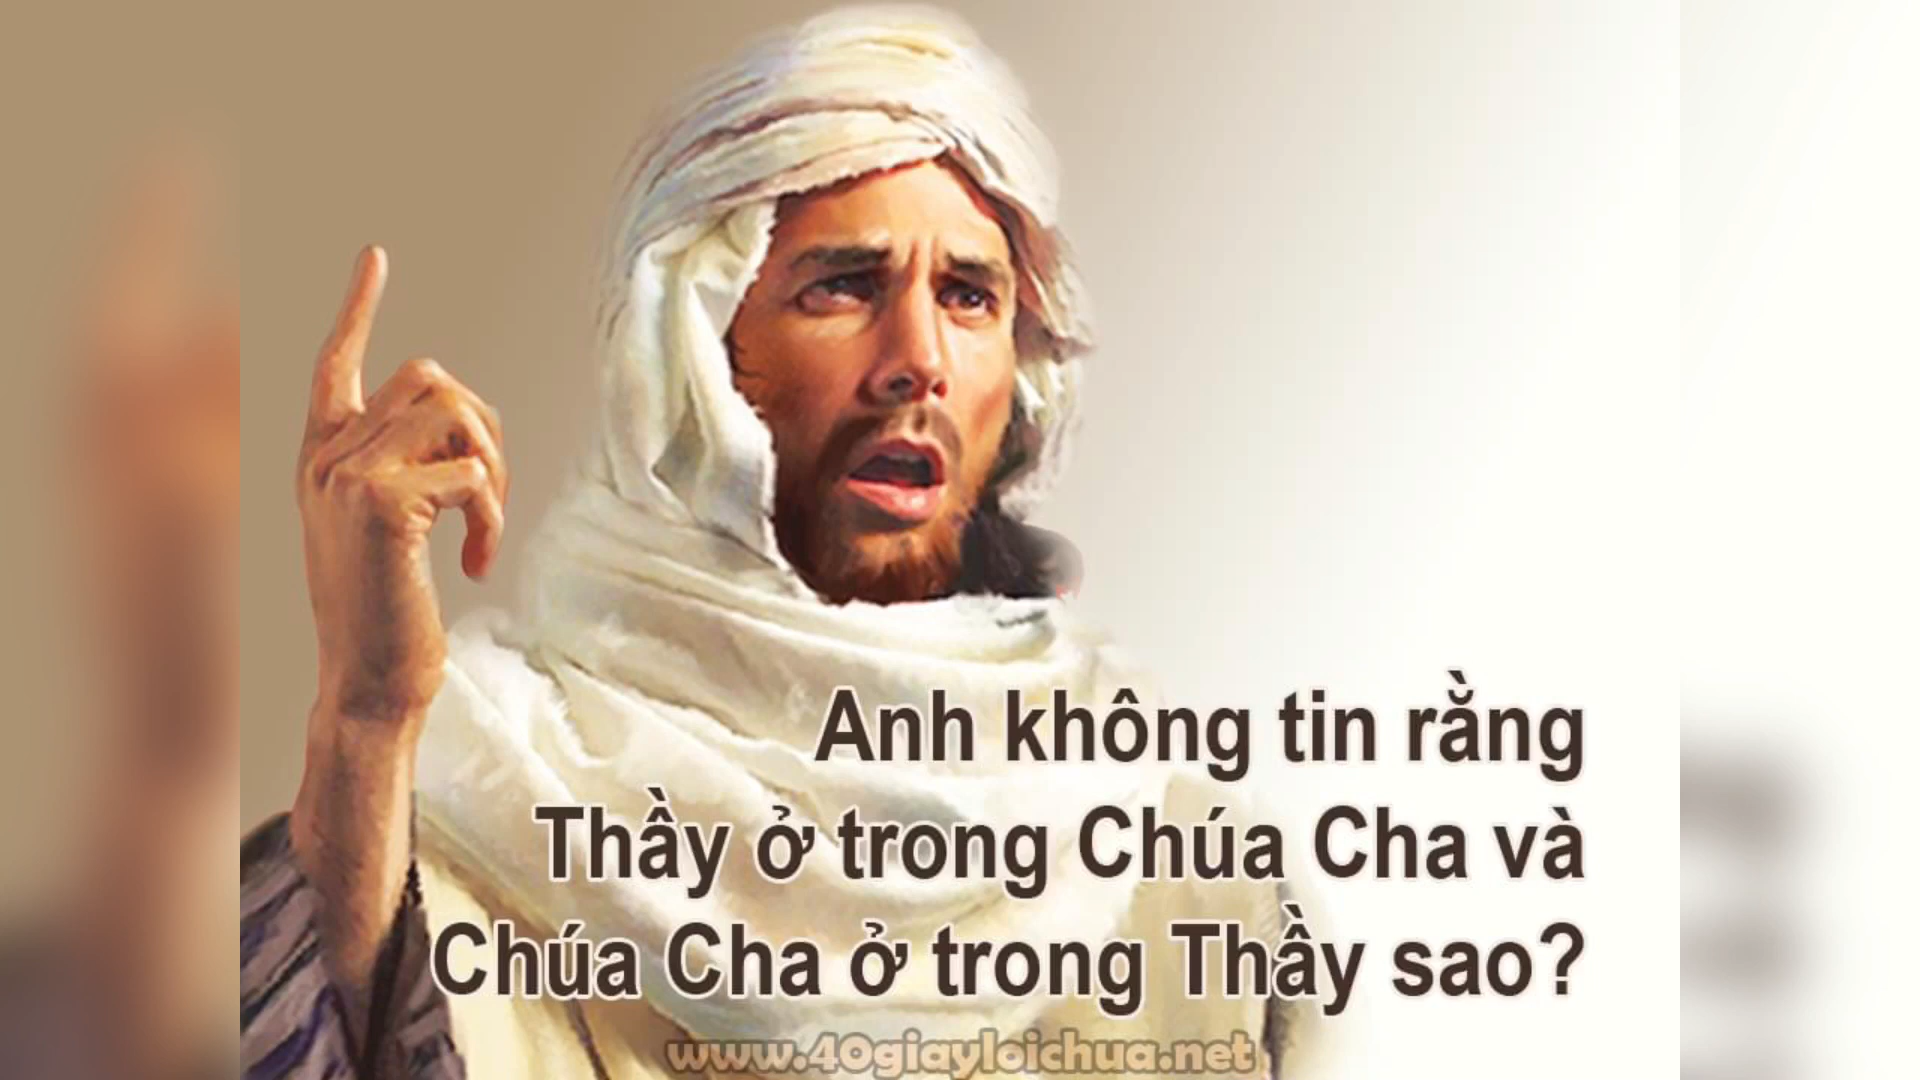 Anh không tin rằng
Thầy ở trong Chúa Cha và
Chúa Cha ở trong Thầy sao?
www.40giayloichua.net